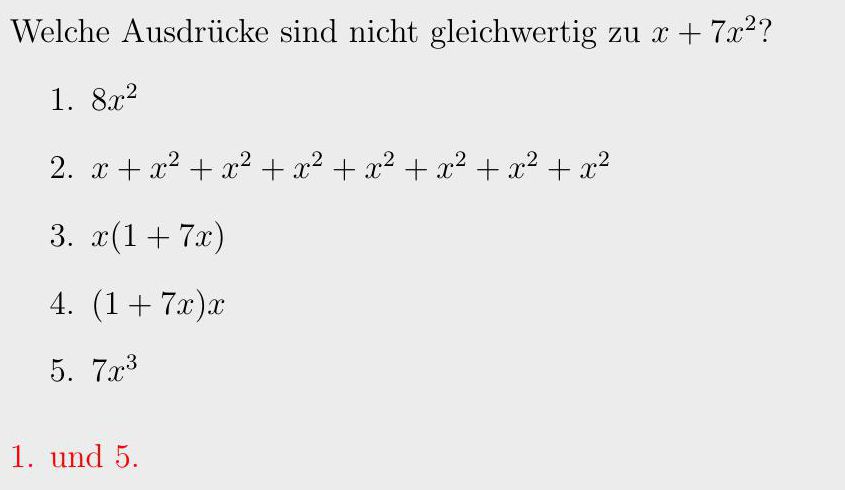 Welche Ausdrücke sind nicht gleichwertig zu x + 7x²?
1. 8x²
2. x + x² + x² + x² + x² + x² + x² + x²
3. x(1 + 7x)
4. (1 + 7x)x
5. 7x³
1. und 5.